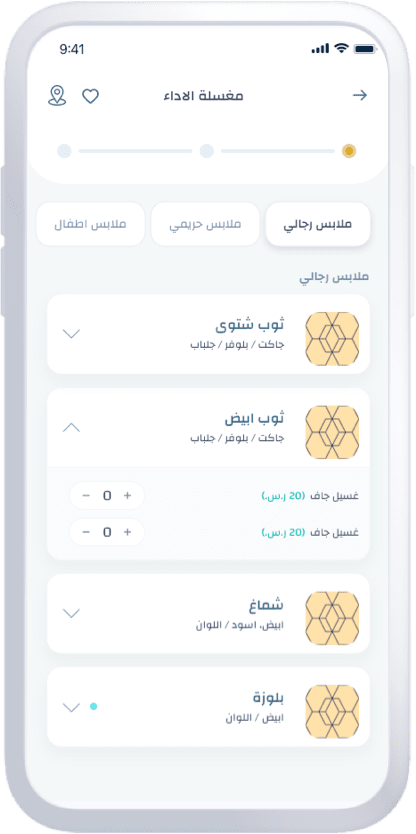 9:41
مغسلة الاداء
ملابس رجالي
ملابس حريمي
ملابس اطفال
ملابس رجالي
ثوب شتوى
جاكت / بلوفر / جلباب
ثوب ابيض
جاكت / بلوفر / جلباب
غسيل جاف (20 ر.س.) + 0 −
غسيل جاف (20 ر.س.) + 0 −
شماغ
ابيض، اسود / اللوان
بلوزة
ابيض / اللوان